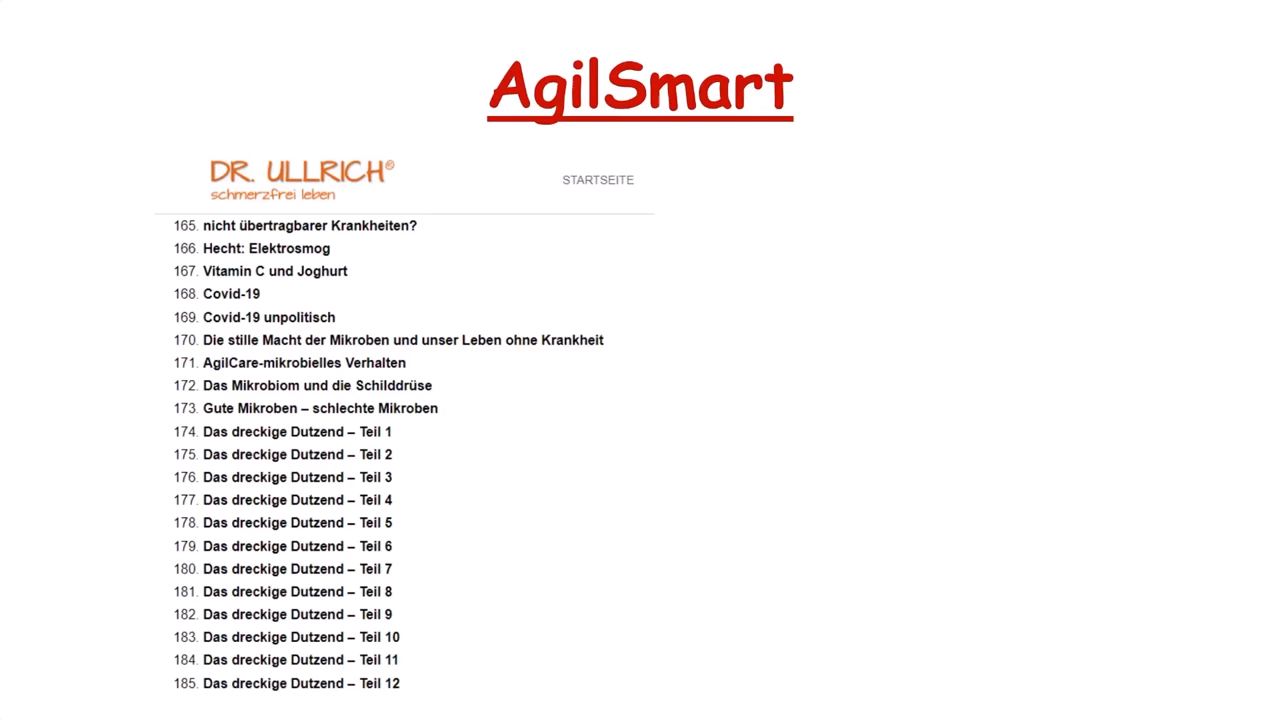 AgilSmart
DR. ULLRICH®
schmerzfrei leben
STARTSEITE
165. nicht übertragbarer Krankheiten?
166. Hecht: Elektrosmog
167. Vitamin C und Joghurt
168. Covid-19
169. Covid-19 unpolitisch
170. Die stille Macht der Mikroben und unser Leben ohne Krankheit
171. AgilCare-mikrobielles Verhalten
172. Das Mikrobiom und die Schilddrüse
173. Gute Mikroben – schlechte Mikroben
174. Das dreckige Dutzend – Teil 1
175. Das dreckige Dutzend – Teil 2
176. Das dreckige Dutzend – Teil 3
177. Das dreckige Dutzend – Teil 4
178. Das dreckige Dutzend – Teil 5
179. Das dreckige Dutzend – Teil 6
180. Das dreckige Dutzend – Teil 7
181. Das dreckige Dutzend – Teil 8
182. Das dreckige Dutzend – Teil 9
183. Das dreckige Dutzend – Teil 10
184. Das dreckige Dutzend – Teil 11
185. Das dreckige Dutzend – Teil 12